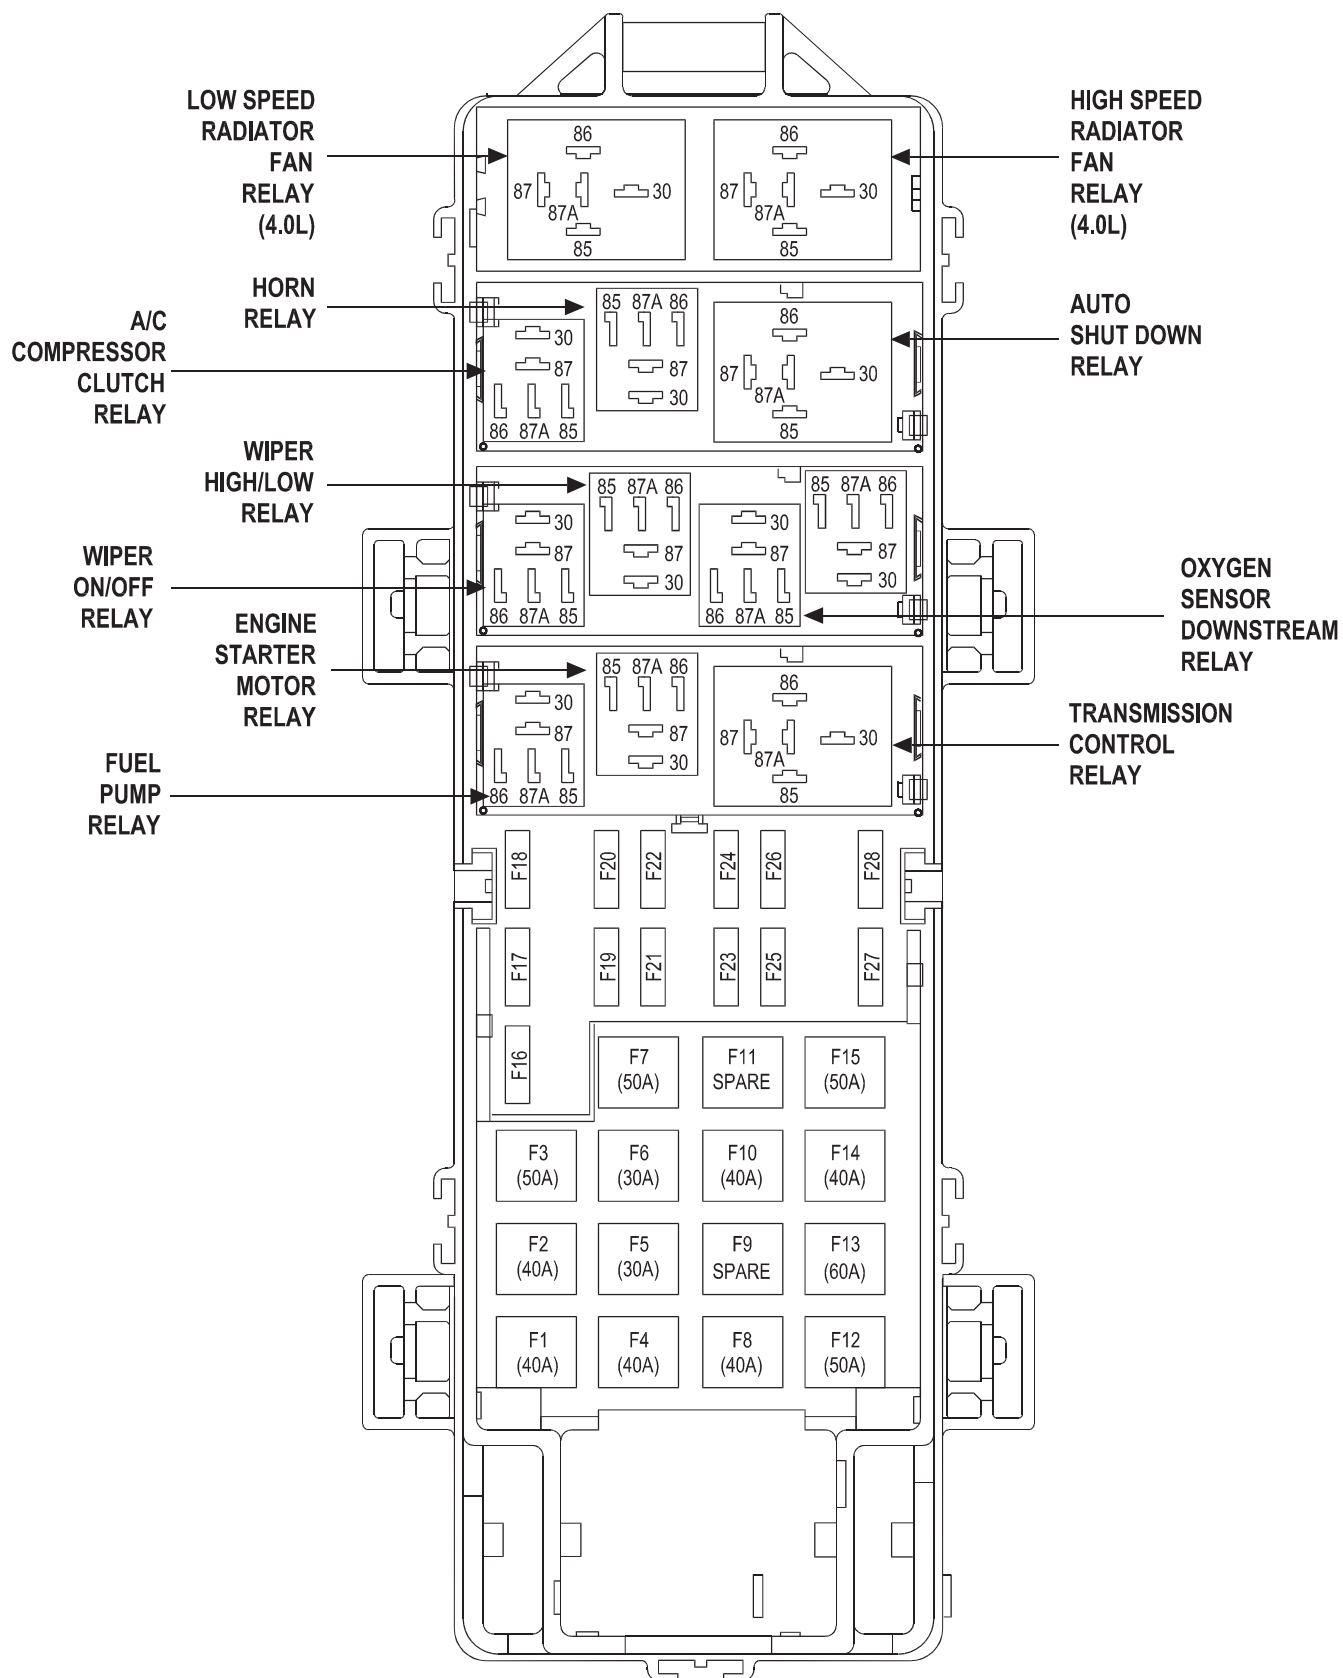 LOW SPEED
RADIATOR
FAN
RELAY
(4.0L)
HIGH SPEED
RADIATOR
FAN
RELAY
(4.0L)
86
87
87A
30
85
86
87
87A
30
85
HORN
RELAY
A/C
COMPRESSOR
CLUTCH
RELAY
AUTO
SHUT DOWN
RELAY
30
87
86 87A 85
85 87A 86
87
30
86
87
87A
30
85
WIPER
HIGH/LOW
RELAY
WIPER
ON/OFF
RELAY
OXYGEN
SENSOR
DOWNSTREAM
RELAY
30
87
86 87A 85
85 87A 86
87
30
30
87
86 87A 85
85 87A 86
87
30
ENGINE
STARTER
MOTOR
RELAY
FUEL
PUMP
RELAY
TRANSMISSION
CONTROL
RELAY
30
87
86 87A 85
85 87A 86
87
30
86
87
87A
30
85
F18
F20
F22
F24
F26
F28
F17
F19
F21
F23
F25
F27
F16
F7
(50A)
F11
SPARE
F15
(50A)
F3
(50A)
F6
(30A)
F10
(40A)
F14
(40A)
F2
(40A)
F5
(30A)
F9
SPARE
F13
(60A)
F1
(40A)
F4
(40A)
F8
(40A)
F12
(50A)